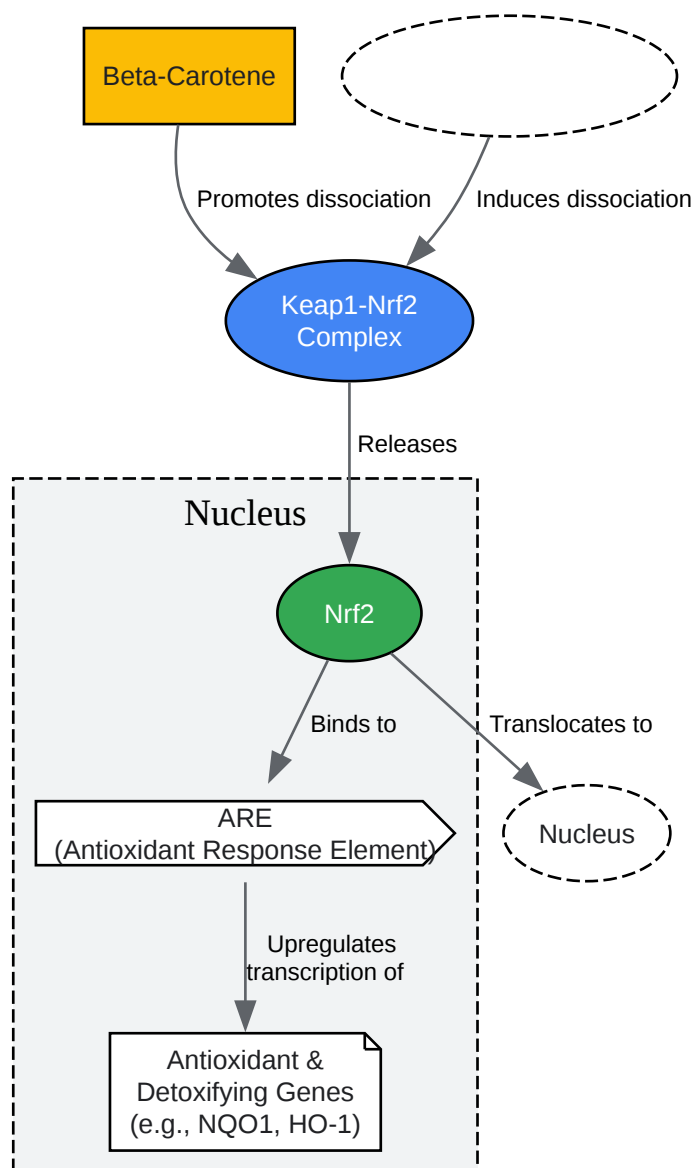 Beta-Carotene
Promotes dissociation
Induces dissociation
Keap1-Nrf2
Complex
Releases
Nucleus
Nrf2
Binds to
Translocates to
ARE
(Antioxidant Response Element)
Nucleus
Upregulates
transcription of
Antioxidant &
Detoxifying Genes
(e.g., NQO1, HO-1)